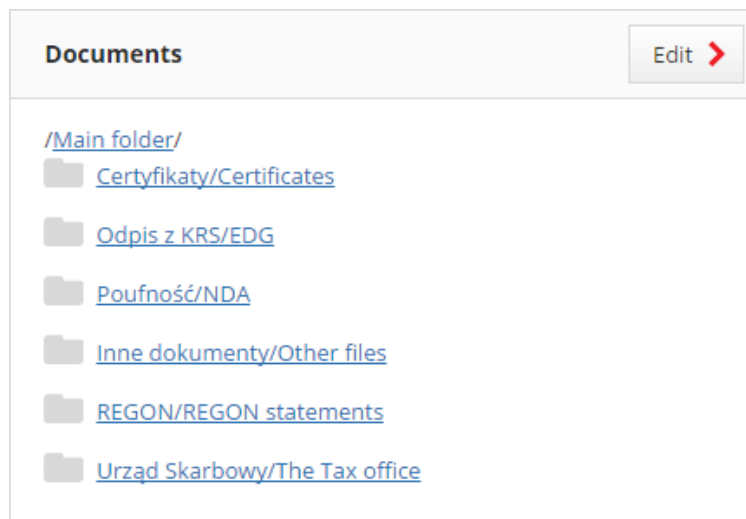 Documents
Edit
/Main folder/
Certyfikaty/Certificates
Odpis z KRS/EDG
Poufność/NDA
Inne dokumenty/Other files
REGON/REGON statements
Urząd Skarbowy/The Tax office